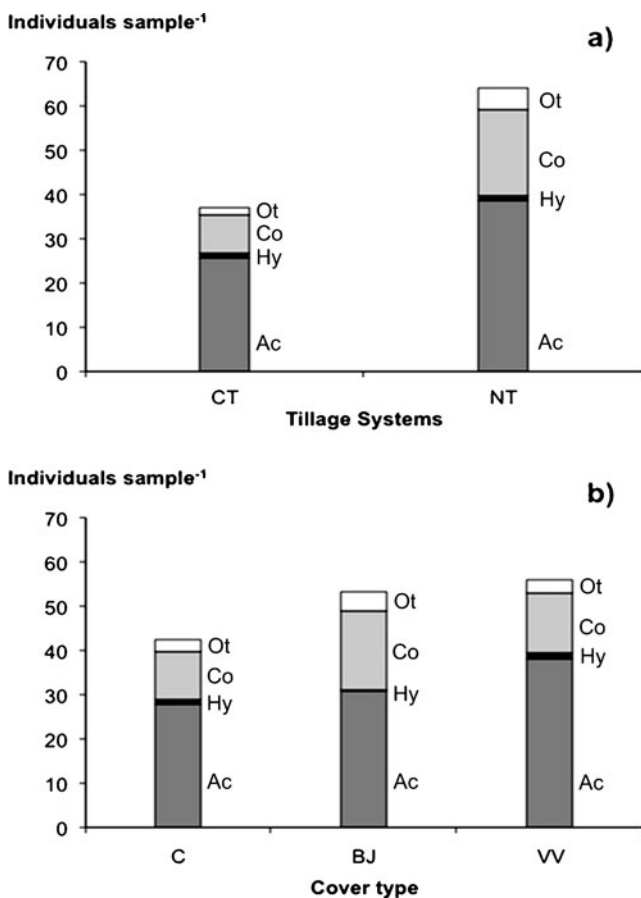 Individuals sample⁻¹
a)
70
60
50
40
30
20
10
0
Ot
Co
Hy
Ac
Ot
Co
Hy
Ac
CT NT
Tillage Systems
Individuals sample⁻¹
b)
70
60
50
40
30
20
10
0
Ot
Co
Hy
Ac
Ot
Co
Hy
Ac
Ot
Co
Hy
Ac
C BJ VV
Cover type